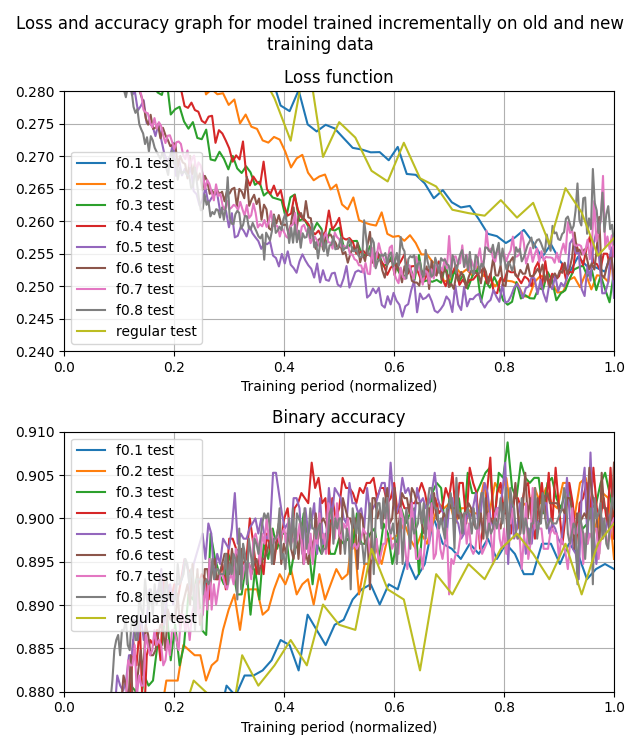 Loss and accuracy graph for model trained incrementally on old and new
training data
Loss function
0.280
0.275
0.270
0.265
0.260
0.255
0.250
0.245
0.240
f0.1 test
f0.2 test
f0.3 test
f0.4 test
f0.5 test
f0.6 test
f0.7 test
f0.8 test
regular test
0.0 0.2 0.4 0.6 0.8 1.0
Training period (normalized)
Binary accuracy
0.910
0.905
0.900
0.895
0.890
0.885
0.880
f0.1 test
f0.2 test
f0.3 test
f0.4 test
f0.5 test
f0.6 test
f0.7 test
f0.8 test
regular test
0.0 0.2 0.4 0.6 0.8 1.0
Training period (normalized)